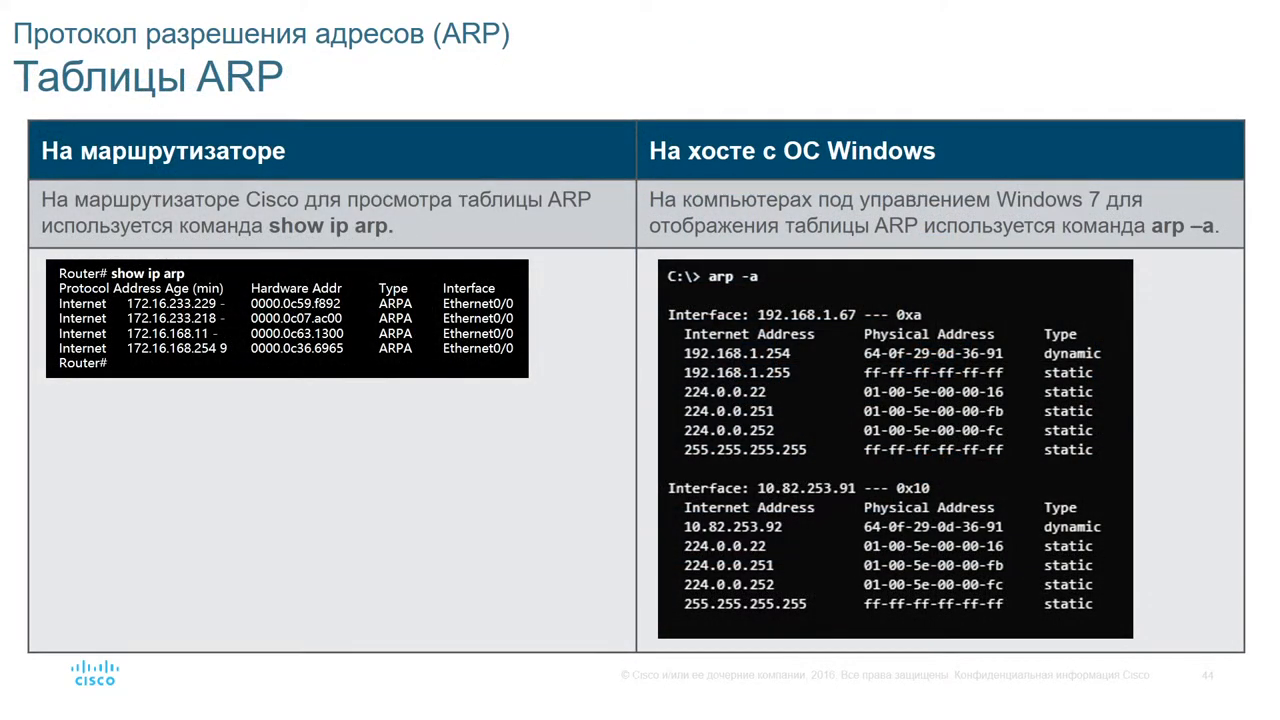 Протокол разрешения адресов (ARP)
Таблицы ARP
На маршрутизаторе
На маршрутизаторе Cisco для просмотра таблицы ARP
используется команда show ip arp.
Router# show ip arp
Protocol Address Age (min) Hardware Addr Type Interface
Internet 172.16.233.229 - 0000.0c59.f892 ARPA Ethernet0/0
Internet 172.16.233.218 - 0000.0c07.ac00 ARPA Ethernet0/0
Internet 172.16.168.11 - 0000.0c63.1300 ARPA Ethernet0/0
Internet 172.16.168.254 9 0000.0c36.6965 ARPA Ethernet0/0
Router#
На хосте с ОС Windows
На компьютерах под управлением Windows 7 для
отображения таблицы ARP используется команда arp –a.
C:\> arp -a
Interface: 192.168.1.67 --- 0xa
Internet Address Physical Address Type
192.168.1.254 64-0f-29-0d-36-91 dynamic
192.168.1.255 ff-ff-ff-ff-ff-ff static
224.0.0.22 01-00-5e-00-00-16 static
224.0.0.251 01-00-5e-00-00-fb static
224.0.0.252 01-00-5e-00-00-fc static
255.255.255.255 ff-ff-ff-ff-ff-ff static
Interface: 10.82.253.91 --- 0x10
Internet Address Physical Address Type
10.82.253.92 64-0f-29-0d-36-91 dynamic
224.0.0.22 01-00-5e-00-00-16 static
224.0.0.251 01-00-5e-00-00-fb static
224.0.0.252 01-00-5e-00-00-fc static
255.255.255.255 ff-ff-ff-ff-ff-ff static
CISCO
© Cisco и/или ее дочерние компании, 2016. Все права защищены. Конфиденциальная информация Cisco
44